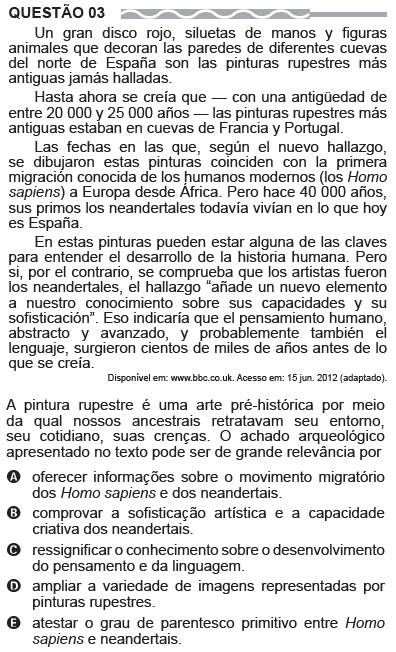 QUESTÃO 03
Un gran disco rojo, siluetas de manos y figuras
animales que decoran las paredes de diferentes cuevas
del norte de España son las pinturas rupestres más
antiguas jamás halladas.
Hasta ahora se creía que — con una antigüedad de
entre 20 000 y 25 000 años — las pinturas rupestres más
antiguas estaban en cuevas de Francia y Portugal.
Las fechas en las que, según el nuevo hallazgo,
se dibujaron estas pinturas coinciden con la primera
migración conocida de los humanos modernos (los Homo
sapiens) a Europa desde África. Pero hace 40 000 años,
sus primos los neandertales todavía vivían en lo que hoy
es España.
En estas pinturas pueden estar alguna de las claves
para entender el desarrollo de la historia humana. Pero
si, por el contrario, se comprueba que los artistas fueron
los neandertales, el hallazgo “añade un nuevo elemento
a nuestro conocimiento sobre sus capacidades y su
sofisticación”. Eso indicaría que el pensamiento humano,
abstracto y avanzado, y probablemente también el
lenguaje, surgieron cientos de miles de años antes de lo
que se creía.
Disponível em: www.bbc.co.uk. Acesso em: 15 jun. 2012 (adaptado).
A pintura rupestre é uma arte pré-histórica por meio
da qual nossos ancestrais retratavam seu entorno,
seu cotidiano, suas crenças. O achado arqueológico
apresentado no texto pode ser de grande relevância por
A oferecer informações sobre o movimento migratório
dos Homo sapiens e dos neandertais.
B comprovar a sofisticação artística e a capacidade
criativa dos neandertais.
C ressignificar o conhecimento sobre o desenvolvimento
do pensamento e da linguagem.
D ampliar a variedade de imagens representadas por
pinturas rupestres.
E atestar o grau de parentesco primitivo entre Homo
sapiens e neandertais.